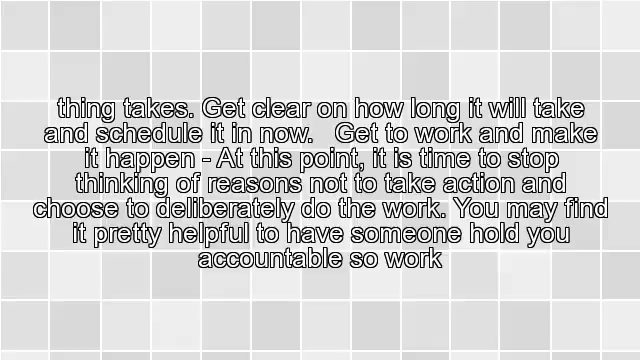 thing takes. Get clear on how long it will take
and schedule it in now.   Get to work and make
it happen - At this point, it is time to stop
thinking of reasons not to take action and
choose to deliberately do the work. You may find
it pretty helpful to have someone hold you
accountable so work